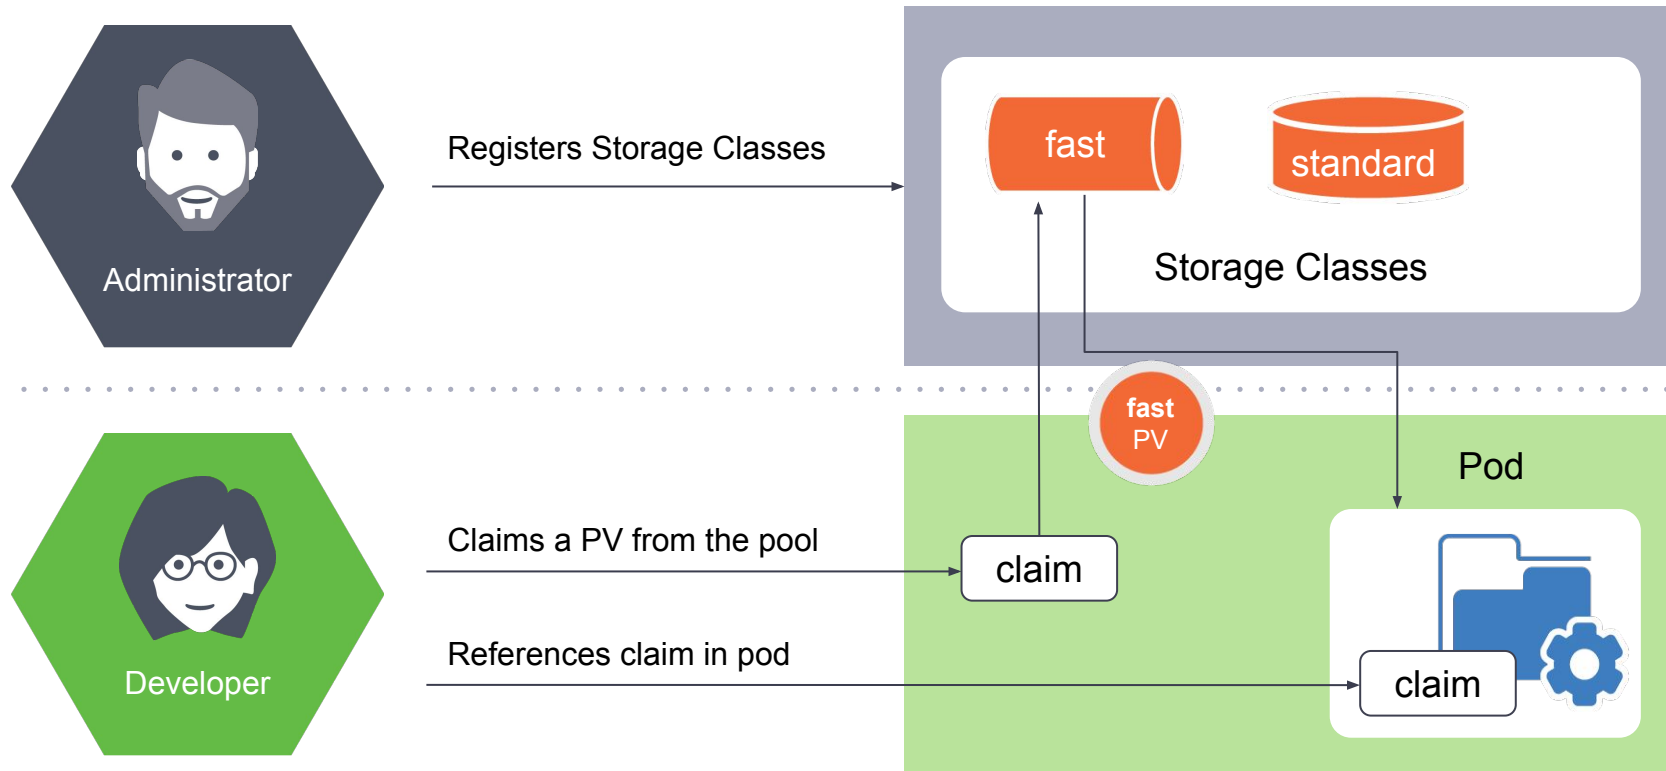 Registers Storage Classes
fast
standard
Storage Classes
Administrator
fast
PV
Pod
Claims a PV from the pool
claim
References claim in pod
claim
Developer